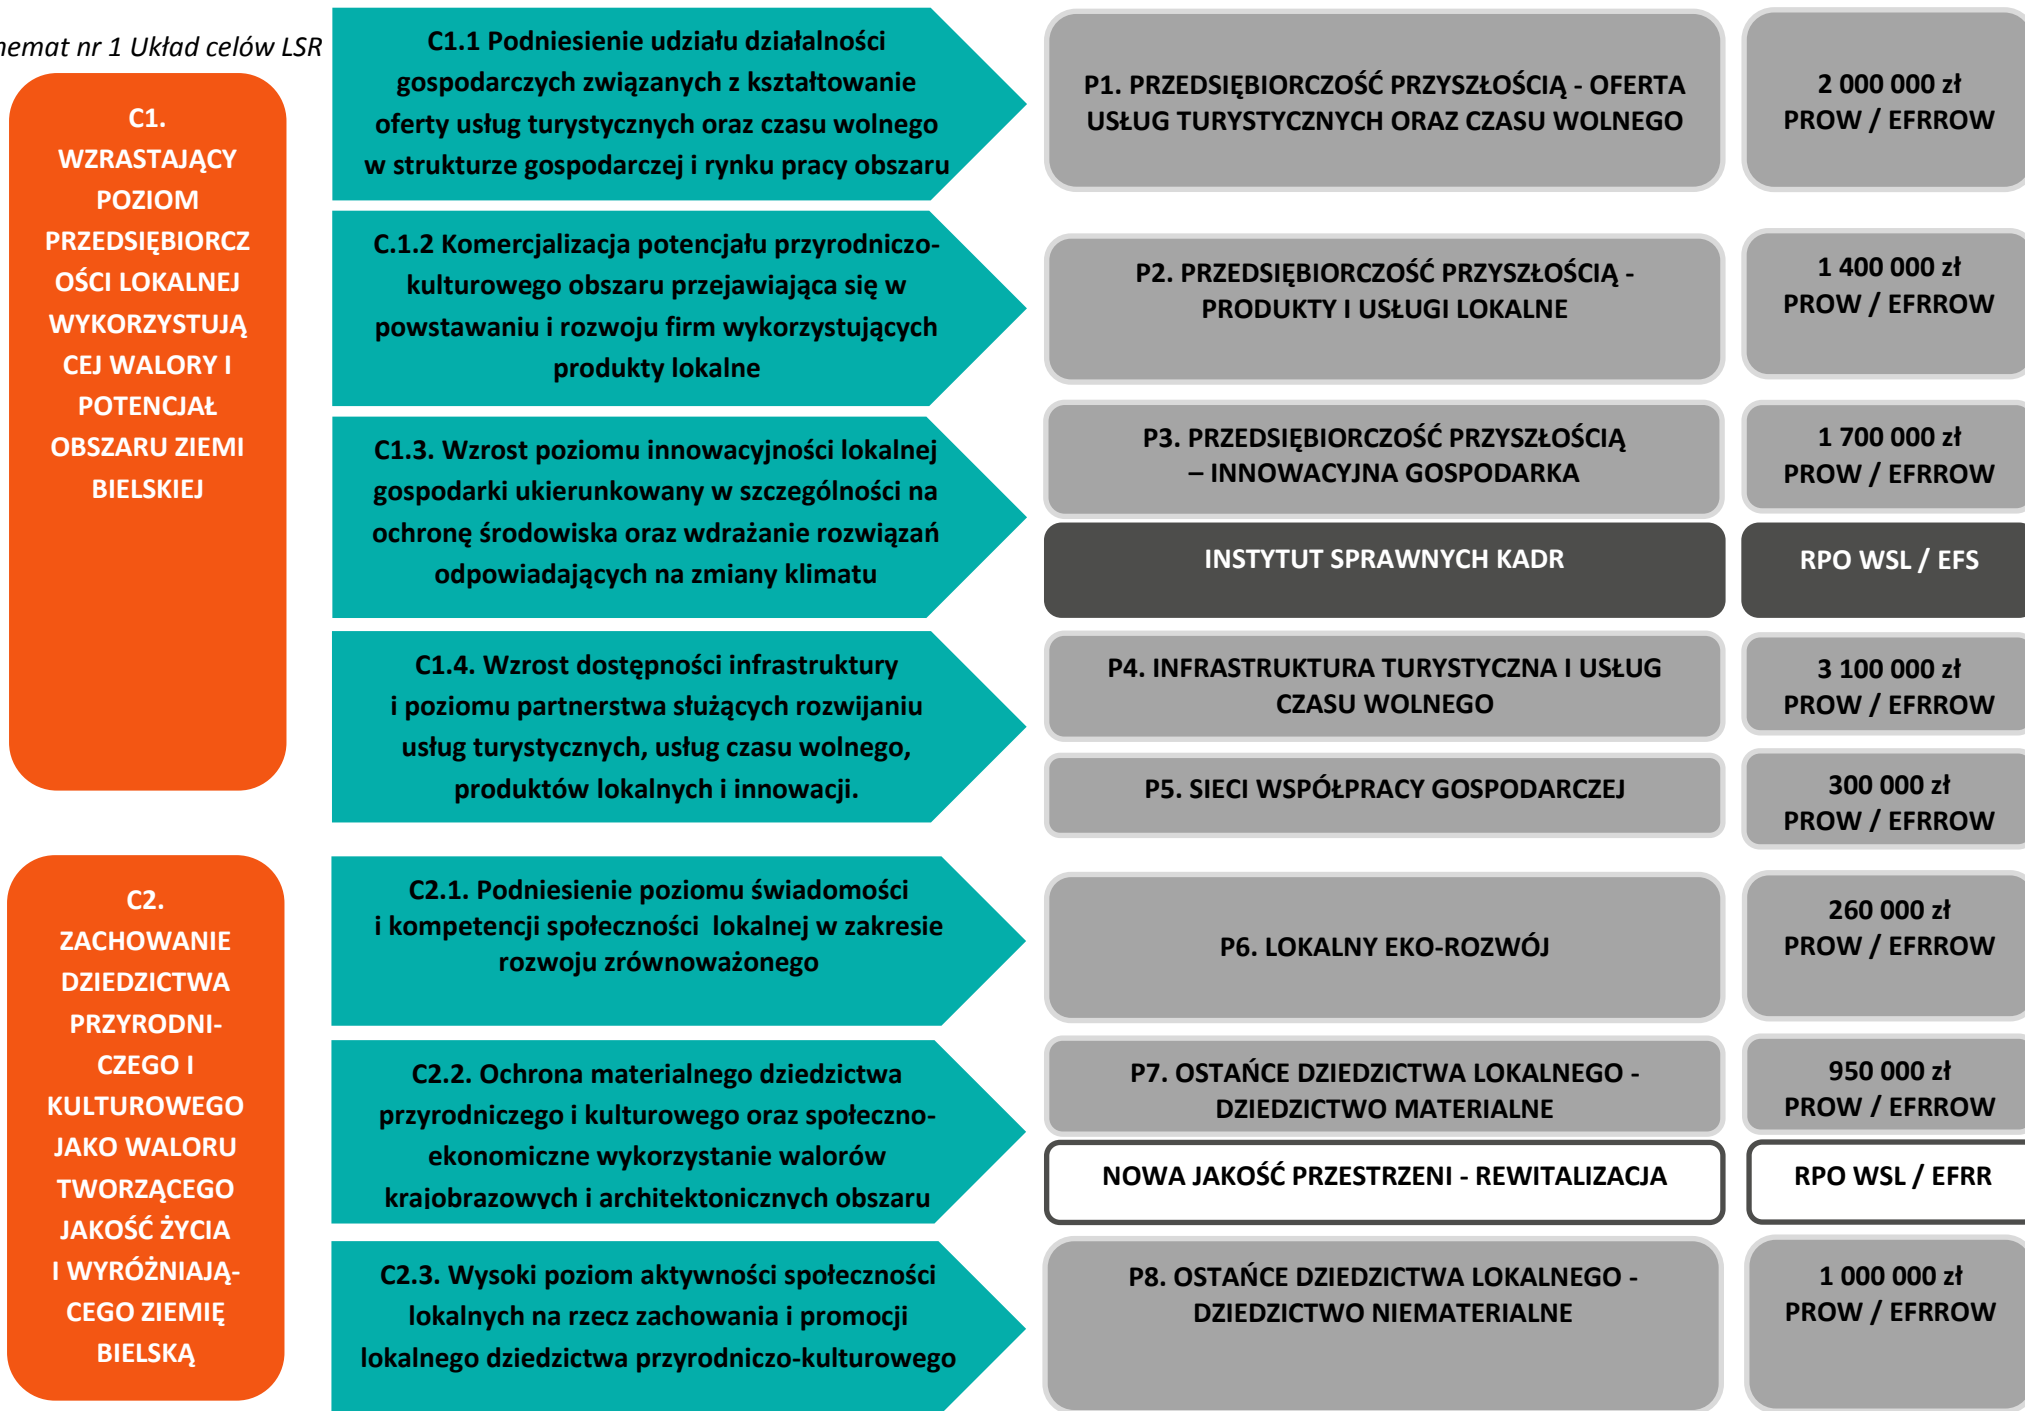 hemat nr 1 Układ celów LSR
C1.
WZRASTAJĄCY
POZIOM
PRZEDSIĘBIORCZ
OŚCI LOKALNEJ
WYKORZYSTUJĄ
CEJ WALORY I
POTENCJAŁ
OBSZARU ZIEMI
BIELSKIEJ
C1.1 Podniesienie udziału działalności
gospodarczych związanych z kształtowanie
oferty usług turystycznych oraz czasu wolnego
w strukturze gospodarczej i rynku pracy obszaru
P1. PRZEDSIĘBIORCZOŚĆ PRZYSZŁOŚCIĄ - OFERTA
USŁUG TURYSTYCZNYCH ORAZ CZASU WOLNEGO
2 000 000 zł
PROW / EFRROW
C.1.2 Komercjalizacja potencjału przyrodniczo-
kulturowego obszaru przejawiająca się w
powstawaniu i rozwoju firm wykorzystujących
produkty lokalne
P2. PRZEDSIĘBIORCZOŚĆ PRZYSZŁOŚCIĄ -
PRODUKTY I USŁUGI LOKALNE
1 400 000 zł
PROW / EFRROW
C1.3. Wzrost poziomu innowacyjności lokalnej
gospodarki ukierunkowany w szczególności na
ochronę środowiska oraz wdrażanie rozwiązań
odpowiadających na zmiany klimatu
P3. PRZEDSIĘBIORCZOŚĆ PRZYSZŁOŚCIĄ
– INNOWACYJNA GOSPODARKA
1 700 000 zł
PROW / EFRROW
INSTYTUT SPRAWNYCH KADR
RPO WSL / EFS
C1.4. Wzrost dostępności infrastruktury
i poziomu partnerstwa służących rozwijaniu
usług turystycznych, usług czasu wolnego,
produktów lokalnych i innowacji.
P4. INFRASTRUKTURA TURYSTYCZNA I USŁUG
CZASU WOLNEGO
3 100 000 zł
PROW / EFRROW
P5. SIECI WSPÓŁPRACY GOSPODARCZEJ
300 000 zł
PROW / EFRROW
C2.
ZACHOWANIE
DZIEDZICTWA
PRZYRODNI-
CZEGO I
KULTUROWEGO
JAKO WALORU
TWORZĄCEGO
JAKOŚĆ ŻYCIA
I WYRÓŻNIAJĄ-
CEGO ZIEMIĘ
BIELSKĄ
C2.1. Podniesienie poziomu świadomości
i kompetencji społeczności lokalnej w zakresie
rozwoju zrównoważonego
P6. LOKALNY EKO-ROZWÓJ
260 000 zł
PROW / EFRROW
C2.2. Ochrona materialnego dziedzictwa
przyrodniczego i kulturowego oraz społeczno-
ekonomiczne wykorzystanie walorów
krajobrazowych i architektonicznych obszaru
P7. OSTAŃCE DZIEDZICTWA LOKALNEGO -
DZIEDZICTWO MATERIALNE
950 000 zł
PROW / EFRROW
NOWA JAKOŚĆ PRZESTRZENI - REWITALIZACJA
RPO WSL / EFRR
C2.3. Wysoki poziom aktywności społeczności
lokalnych na rzecz zachowania i promocji
lokalnego dziedzictwa przyrodniczo-kulturowego
P8. OSTAŃCE DZIEDZICTWA LOKALNEGO -
DZIEDZICTWO NIEMATERIALNE
1 000 000 zł
PROW / EFRROW